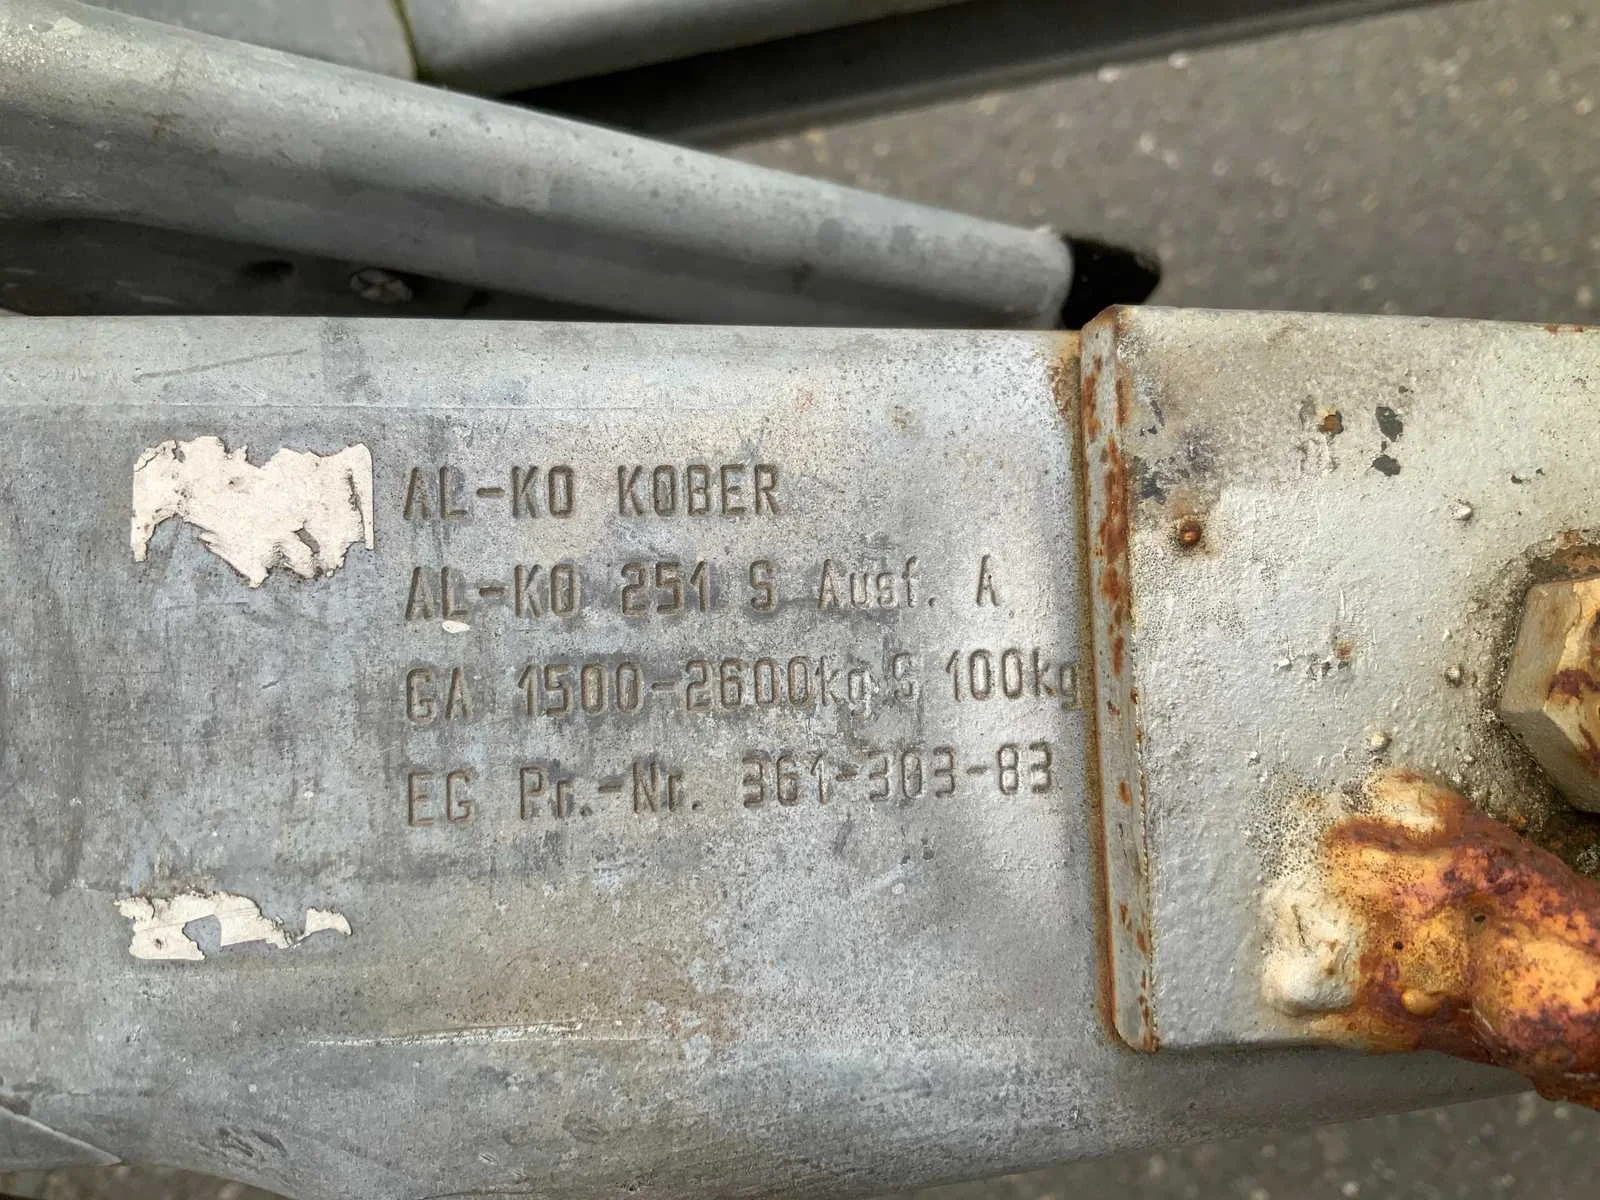 AL-KO KOBER
AL-KO 251 S Ausf. A
GA 1500-2600kg S 100kg
EG Pr.-Nr. 361-303-83